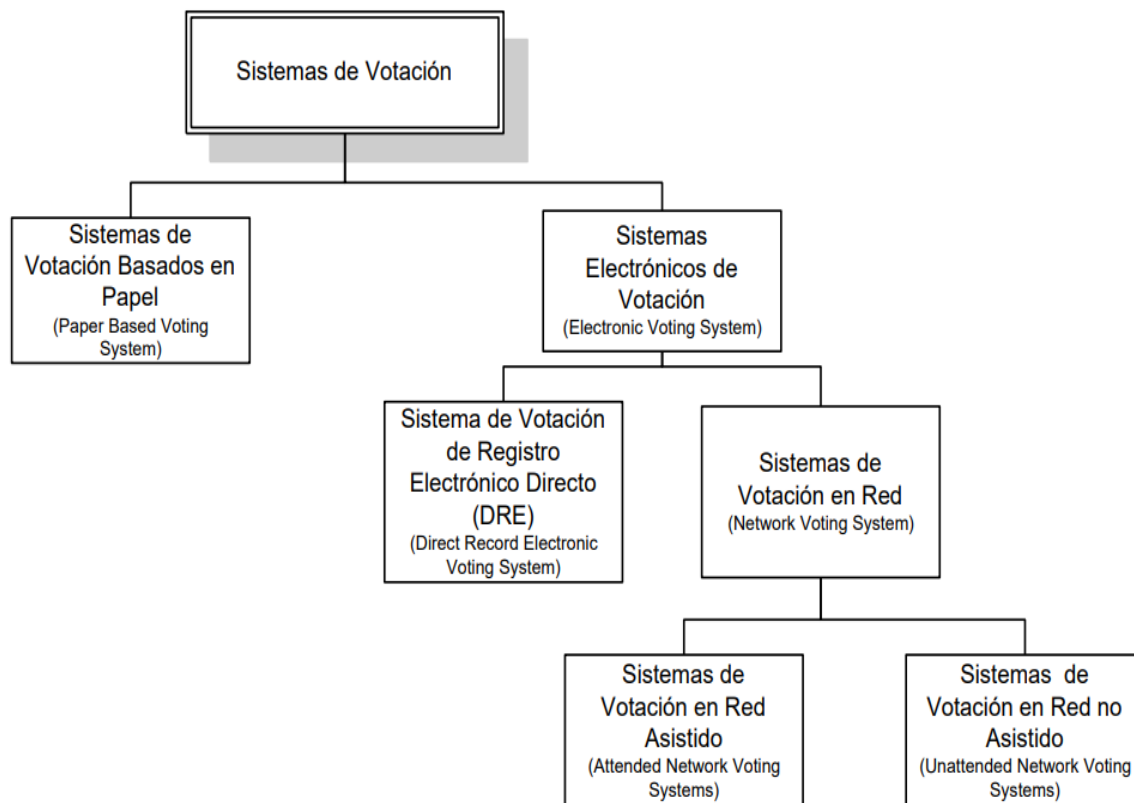 Sistemas de Votación
Sistemas de
Votación Basados en
Papel
(Paper Based Voting
System)
Sistemas
Electrónicos de
Votación
(Electronic Voting System)
Sistema de Votación
de Registro
Electrónico Directo
(DRE)
(Direct Record Electronic
Voting System)
Sistemas de
Votación en Red
(Network Voting System)
Sistemas de
Votación en Red
Asistido
(Attended Network Voting
Systems)
Sistemas de
Votación en Red no
Asistido
(Unattended Network Voting
Systems)